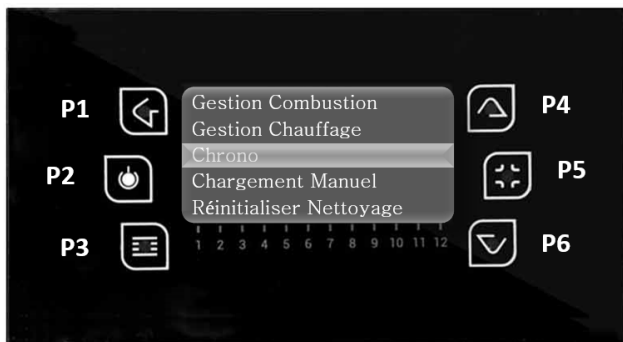 P1
P2
P3
Gestion Combustion
Gestion Chauffage
Chrono
Chargement Manuel
Réinitialiser Nettoyage
1 2 3 4 5 6 7 8 9 10 11 12
P4
P5
P6